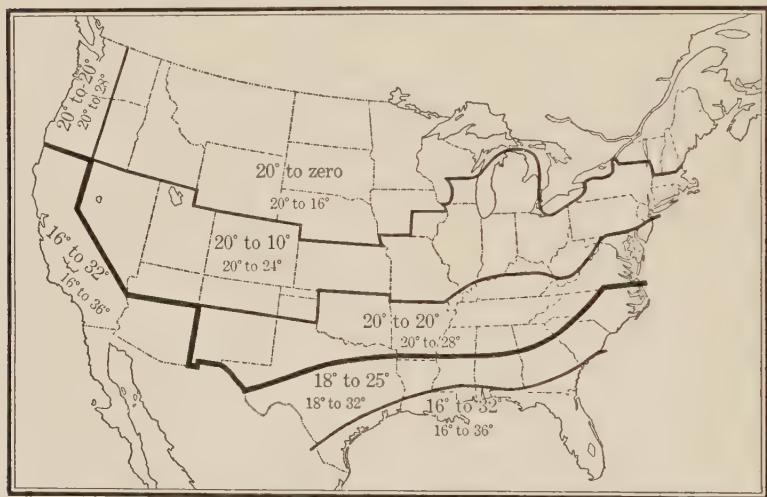 20° to 20°
20° to 28°
20° to zero
20° to 16°
20° to 10°
20° to 24°
16° to 32°
16° to 36°
20° to 20°
20° to 28°
18° to 25°
18° to 32°
16° to 32°
16° to 36°